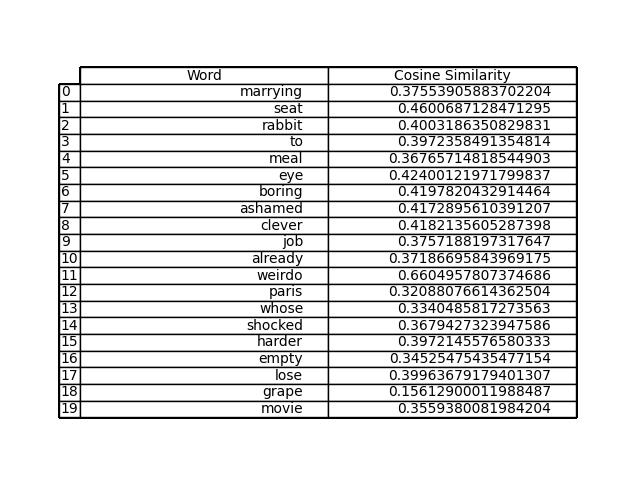 Word Cosine Similarity
0 marrying 0.37553905883702204
1 seat 0.4600687128471295
2 rabbit 0.4003186350829831
3 to 0.3972358491354814
4 meal 0.36765714818544903
5 eye 0.42400121971799837
6 boring 0.4197820432914464
7 ashamed 0.4172895610391207
8 clever 0.4182135605287398
9 job 0.3757188197317647
10 already 0.37186695843969175
11 weirdo 0.6604957807374686
12 paris 0.32088076614362504
13 whose 0.3340485817273563
14 shocked 0.3679427323947586
15 harder 0.3972145576580333
16 empty 0.34525475435477154
17 lose 0.39963679179401307
18 grape 0.15612900011988487
19 movie 0.3559380081984204